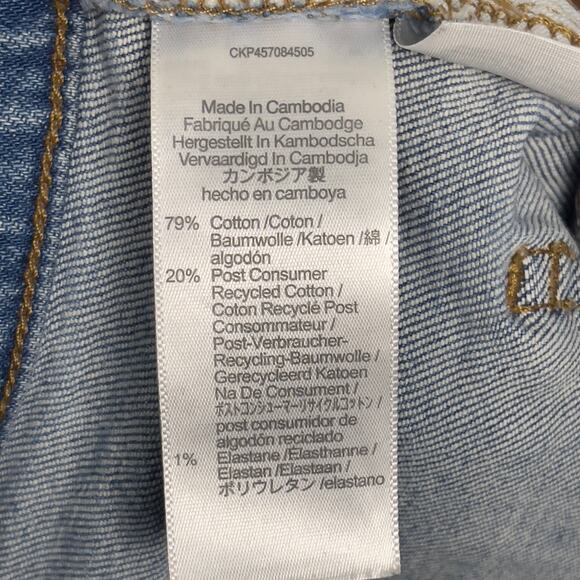 CKP457084505
Made In Cambodia
Fabriqué Au Cambodge
Hergestellt In Kambodscha
Vervaardigd In Cambodja
カンボジア製
hecho en camboya
79% Cotton /Coton /
Baumwolle /Katoen /綿 /
algodón
20% Post Consumer
Recycled Cotton /
Coton Recyclé Post
Consommateur /
Post-Verbraucher-
Recycling-Baumwolle /
Gerecycleerd Katoen
Na De Consument /
ポストコンシューマーリサイクルコットン /
post consumidor de
algodón reciclado
1% Elastane /Elasthanne /
Elastan /Elastaan /
ポリウレタン /elastano